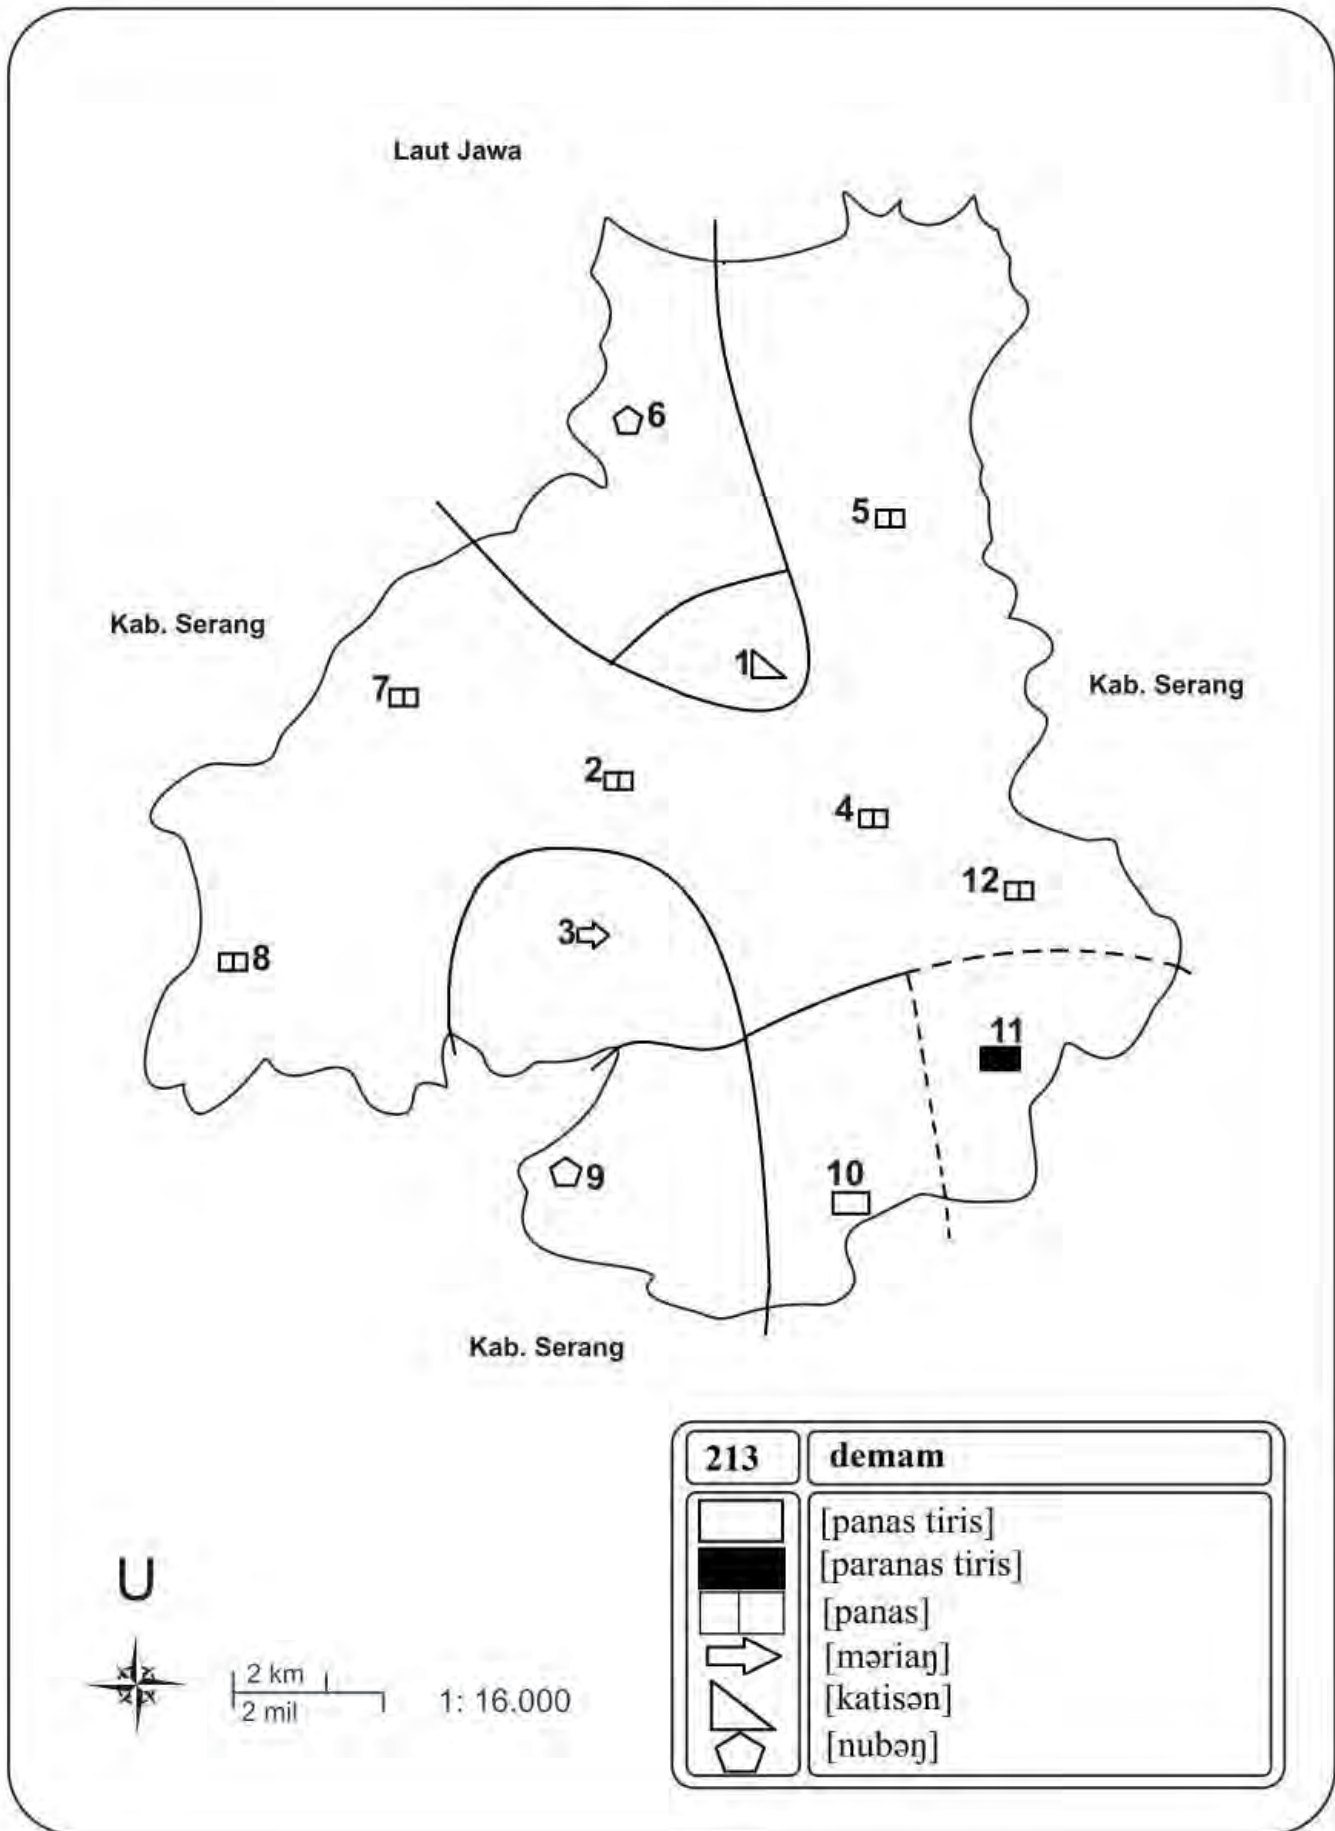 Laut Jawa
6
5
Kab. Serang
1
Kab. Serang
7
2
4
12
3
8
11
10
9
Kab. Serang
213 demam
[panas tiris]
[paranas tiris]
[panas]
[məriaŋ]
[katisən]
[nubəŋ]
U
2 km
2 mil
1: 16.000